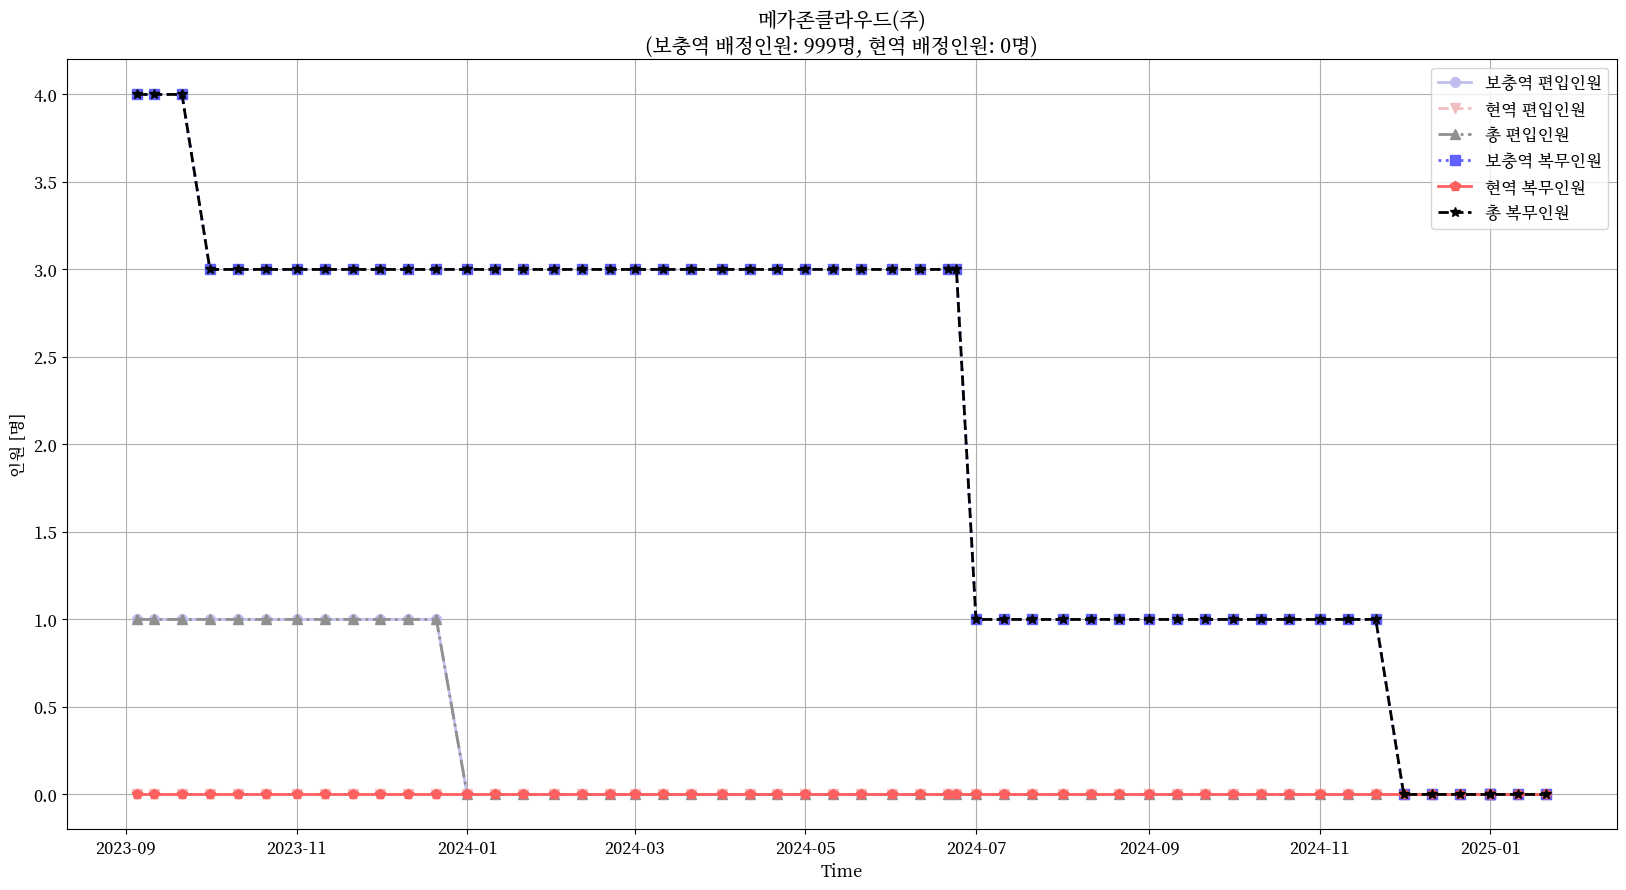 메가존클라우드(주)
(보충역 배정인원: 999명, 현역 배정인원: 0명)
보충역 편입인원
현역 편입인원
총 편입인원
보충역 복무인원
현역 복무인원
총 복무인원
인원 [명]
4.0
3.5
3.0
2.5
2.0
1.5
1.0
0.5
0.0
2023-09
2023-11
2024-01
2024-03
2024-05
2024-07
2024-09
2024-11
2025-01
Time